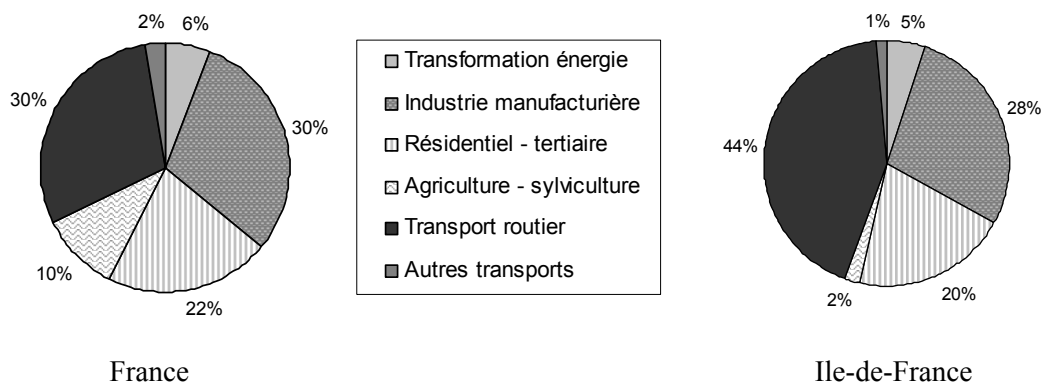 2%
6%
30%
30%
10%
22%
France
Transformation énergie
Industrie manufacturière
Résidentiel - tertiaire
Agriculture - sylviculture
Transport routier
Autres transports
1%
5%
28%
44%
2%
20%
Ile-de-France